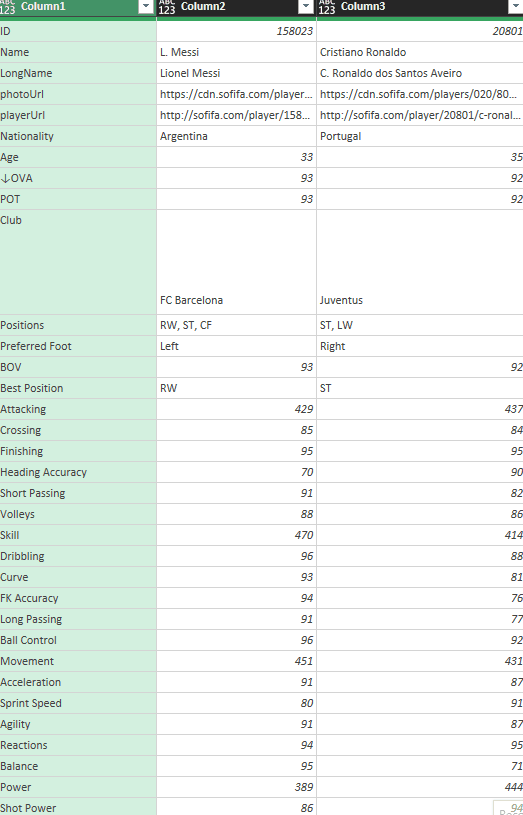 ABC 123 Column1 ABC 123 Column2 ABC 123 Column3
ID 158023 20801
Name L. Messi Cristiano Ronaldo
LongName Lionel Messi C. Ronaldo dos Santos Aveiro
photoUrl https://cdn.sofifa.com/player... https://cdn.sofifa.com/players/020/80...
playerUrl http://sofifa.com/player/158... http://sofifa.com/player/20801/c-ronal...
Nationality Argentina Portugal
Age 33 35
↓OVA 93 92
POT 93 92
Club
FC Barcelona Juventus
Positions RW, ST, CF ST, LW
Preferred Foot Left Right
BOV 93 92
Best Position RW ST
Attacking 429 437
Crossing 85 84
Finishing 95 95
Heading Accuracy 70 90
Short Passing 91 82
Volleys 88 86
Skill 470 414
Dribbling 96 88
Curve 93 81
FK Accuracy 94 76
Long Passing 91 77
Ball Control 96 92
Movement 451 431
Acceleration 91 87
Sprint Speed 80 91
Agility 91 87
Reactions 94 95
Balance 95 71
Power 389 444
Shot Power 86 94